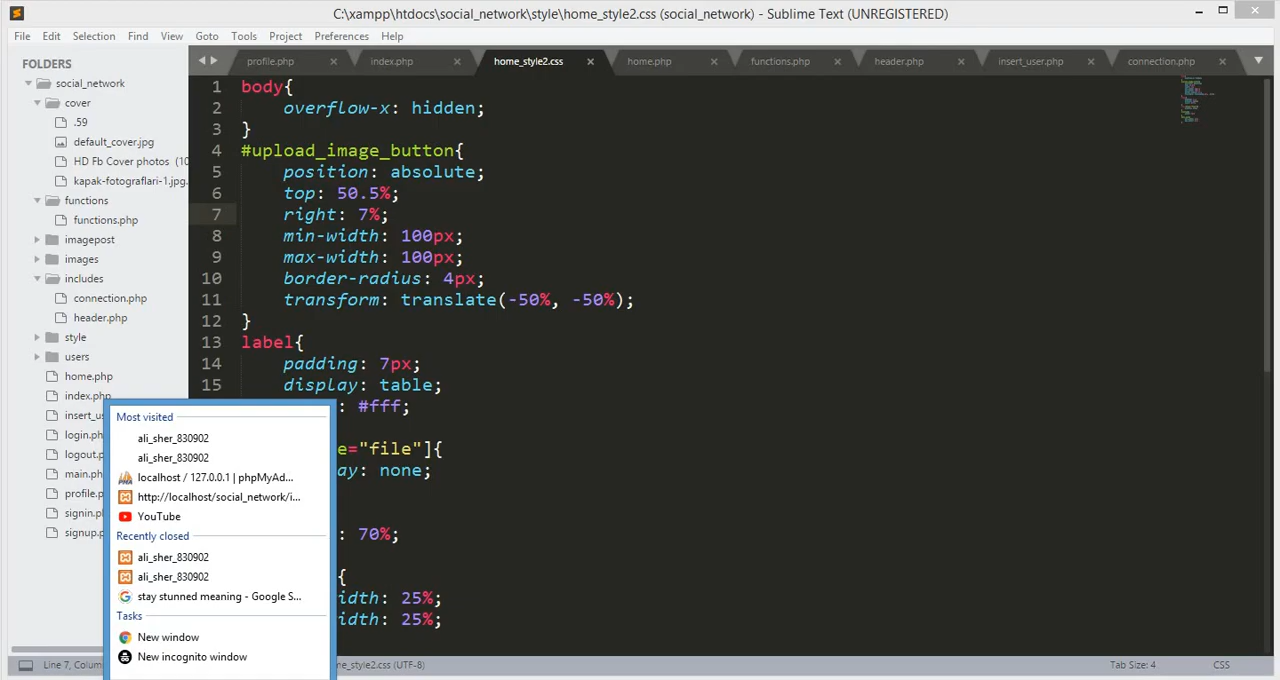 C:\xampp\htdocs\social_network\style\home_style2.css (social_network) - Sublime Text (UNREGISTERED)
File Edit Selection Find View Goto Tools Project Preferences Help
FOLDERS
social_network
cover
.59
default_cover.jpg
HD Fb Cover photos (10
kapak-fotograflari-1.jpg.
functions
functions.php
imagepost
images
includes
connection.php
header.php
style
users
home.php
index.php
insert_us
login.ph
logout.p
main.ph
profile.p
signin.ph
signup.p
profile.php index.php home_style2.css home.php functions.php header.php insert_user.php connection.php
1 body{
2 overflow-x: hidden;
3 }
4 #upload_image_button{
5 position: absolute;
6 top: 50.5%;
7 right: 7%;
8 min-width: 100px;
9 max-width: 100px;
10 border-radius: 4px;
11 transform: translate(-50%, -50%);
12 }
13 label{
14 padding: 7px;
15 display: table;
: #fff;
e="file"]{
ay: none;
: 70%;
{
idth: 25%;
width: 25%;
Most visited
ali_sher_830902
ali_sher_830902
localhost / 127.0.0.1 | phpMyAd...
http://localhost/social_network/i...
YouTube
Recently closed
ali_sher_830902
ali_sher_830902
stay stunned meaning - Google S...
Tasks
New window
New incognito window
Line 7, Colum
me_style2.css (UTF-8)
Tab Size: 4
CSS